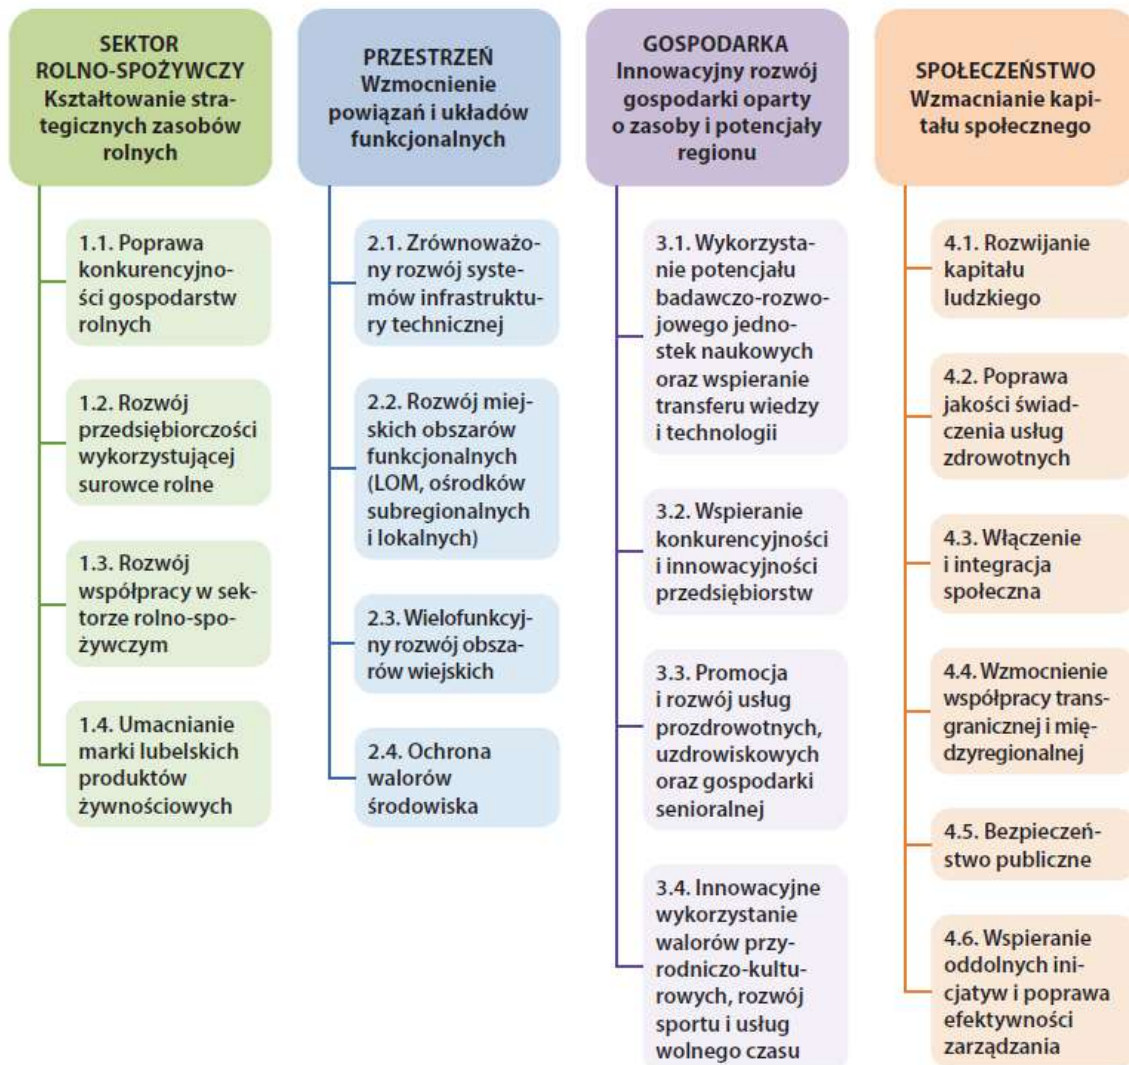 SEKTOR
ROLNO-SPOŻYWCZY
Kształtowanie stra-
tegicznych zasobów
rolnych
1.1. Poprawa
konkurencyjno-
ści gospodarstw
rolnych
1.2. Rozwój
przedsiębiorczości
wykorzystującej
surowce rolne
1.3. Rozwój
współpracy w sek-
torze rolno-spo-
żywczym
1.4. Umacnianie
marki lubelskich
produktów
żywnościowych
PRZESTRZEŃ
Wzmocnienie
powiązań i układów
funkcjonalnych
2.1. Zrównoważo-
ny rozwój syste-
mów infrastruktu-
ry technicznej
2.2. Rozwój miej-
skich obszarów
funkcjonalnych
(LOM, ośrodków
subregionalnych
i lokalnych)
2.3. Wielofunkcyj-
ny rozwój obsza-
rów wiejskich
2.4. Ochrona
walorów
środowiska
GOSPODARKA
Innowacyjny rozwój
gospodarki oparty
o zasoby i potencjały
regionu
3.1. Wykorzysta-
nie potencjału
badawczo-rozwo-
jowego jedno-
stek naukowych
oraz wspieranie
transferu wiedzy
i technologii
3.2. Wspieranie
konkurencyjności
i innowacyjności
przedsiębiorstw
3.3. Promocja
i rozwój usług
prozdrowotnych,
uzdrowiskowych
oraz gospodarki
senioralnej
3.4. Innowacyjne
wykorzystanie
walorów przy-
rodniczo-kultu-
rowych, rozwój
sportu i usług
wolnego czasu
SPOŁECZEŃSTWO
Wzmacnianie kapi-
tału społecznego
4.1. Rozwijanie
kapitału
ludzkiego
4.2. Poprawa
jakości świad-
czenia usług
zdrowotnych
4.3. Włączenie
i integracja
społeczna
4.4. Wzmocnienie
współpracy trans-
granicznej i mię-
dzyregionalnej
4.5. Bezpieczeń-
stwo publiczne
4.6. Wspieranie
oddolnych ini-
cjatyw i poprawa
efektywności
zarządzania